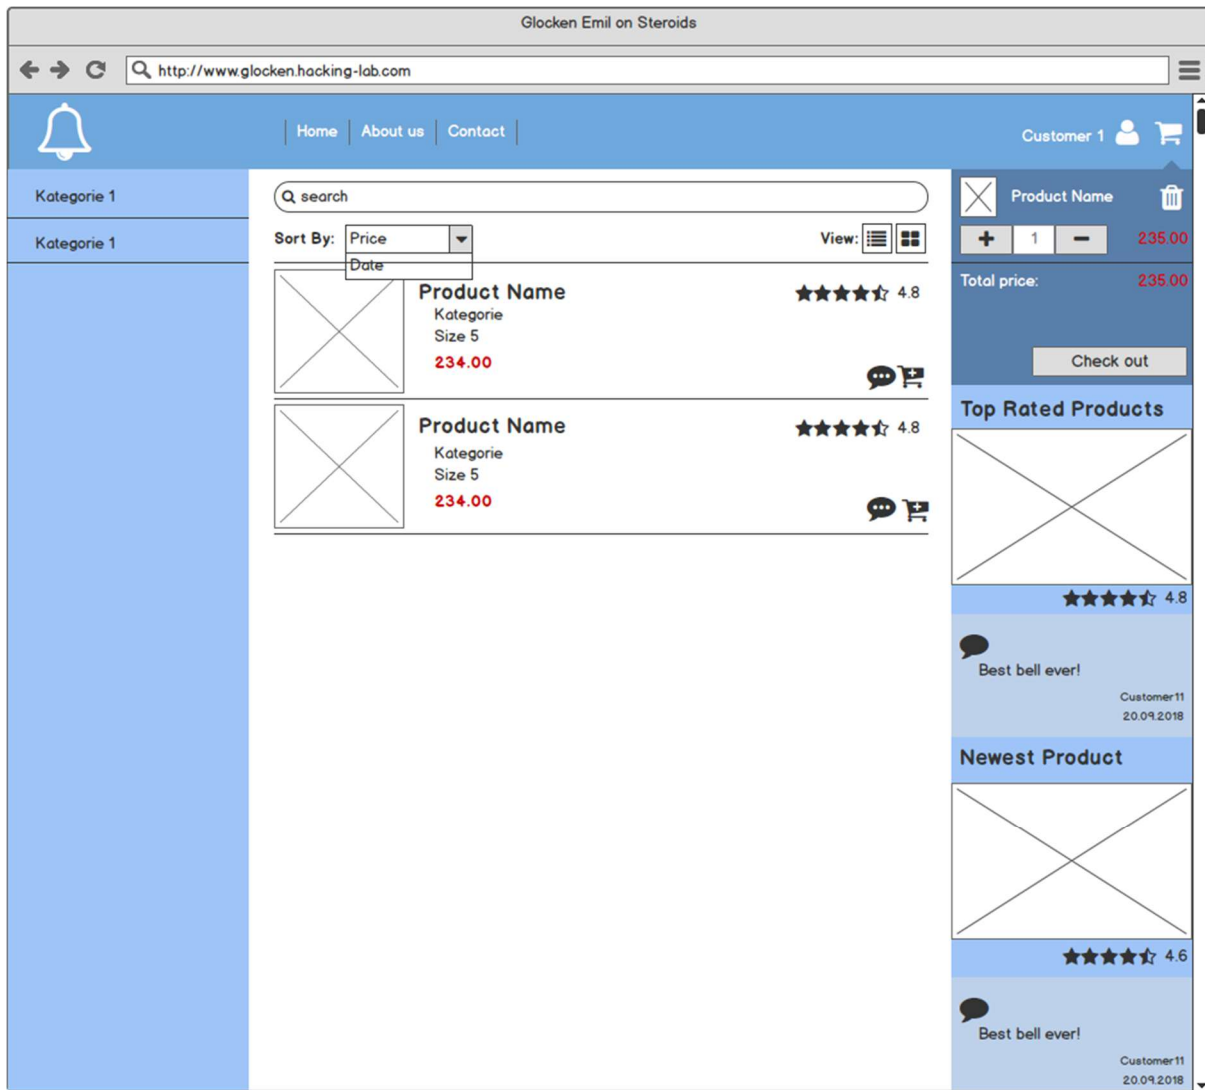 Glocken Emil on Steroids
http://www.glocken.hacking-lab.com
Home About us Contact
Customer 1
Kategorie 1
Kategorie 1
search
Sort By: Price
Date
View:
Product Name
Kategorie
Size 5
234.00
4.8
Product Name
Kategorie
Size 5
234.00
4.8
Product Name
1
235.00
Total price: 235.00
Check out
Top Rated Products
4.8
Best bell ever!
Customer11
20.09.2018
Newest Product
4.6
Best bell ever!
Customer11
20.09.2018